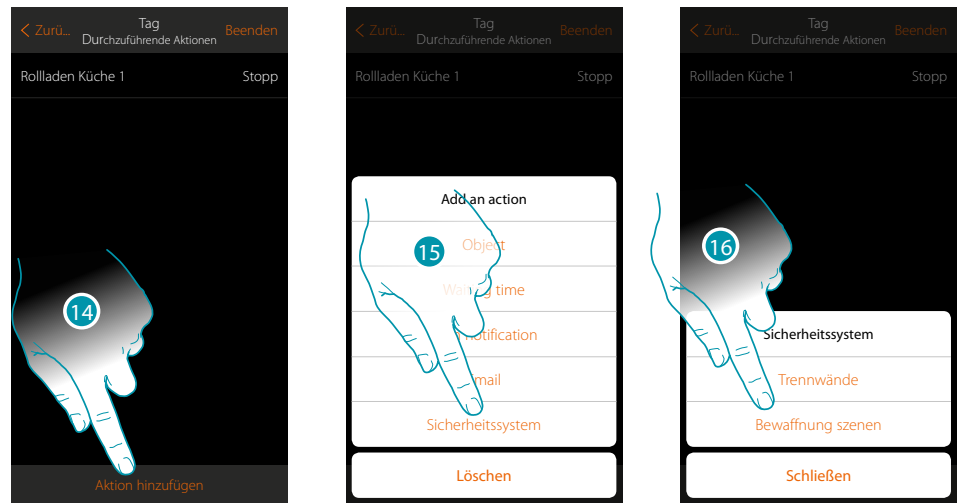 < Zurü... Tag Beenden
Durchzuführende Aktionen
Rollladen Küche 1 Stopp
14
Aktion hinzufügen
< Zurü... Tag Beenden
Durchzuführende Aktionen
Rollladen Küche 1 Stopp
Add an action
15
Object
time
notification
Sicherheitssystem
Löschen
< Zurü... Tag Beenden
Durchzuführende Aktionen
Rollladen Küche 1 Stopp
16
Sicherheitssystem
Trennwände
Bewaffnung szenen
Schließen